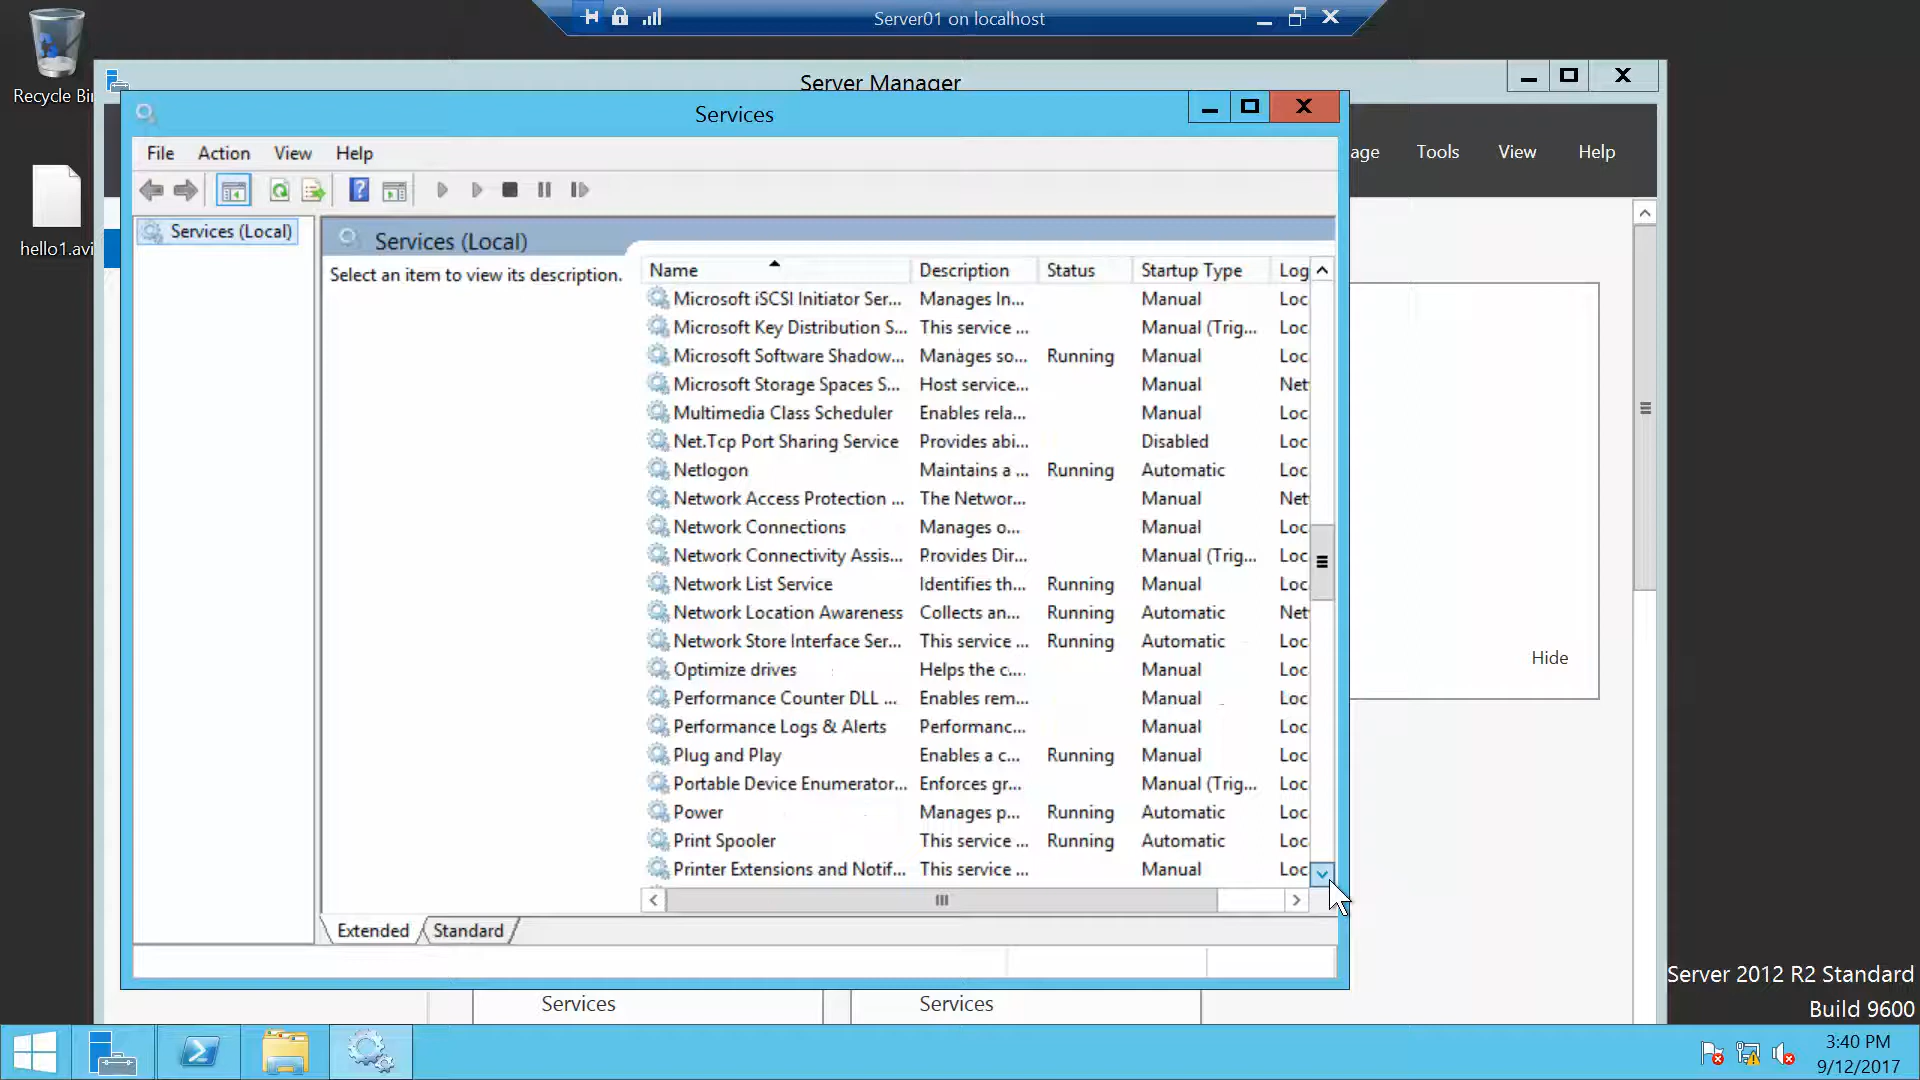 Server01 on localhost
Recycle Bi
hello1.avi
Server Manager
age Tools View Help
Services
File Action View Help
Services (Local)
Services (Local)
Select an item to view its description.
Name Description Status Startup Type Log
Microsoft iSCSI Initiator Ser... Manages In... Manual Loc
Microsoft Key Distribution S... This service ... Manual (Trig... Loc
Microsoft Software Shadow... Manages so... Running Manual Loc
Microsoft Storage Spaces S... Host service... Manual Net
Multimedia Class Scheduler Enables rela... Manual Loc
Net.Tcp Port Sharing Service Provides abi... Disabled Loc
Netlogon Maintains a ... Running Automatic Loc
Network Access Protection ... The Networ... Manual Net
Network Connections Manages o... Manual Loc
Network Connectivity Assis... Provides Dir... Manual (Trig... Loc
Network List Service Identifies th... Running Manual Loc
Network Location Awareness Collects an... Running Automatic Net
Network Store Interface Ser... This service ... Running Automatic Loc
Optimize drives Helps the c... Manual Loc
Performance Counter DLL ... Enables rem... Manual Loc
Performance Logs & Alerts Performanc... Manual Loc
Plug and Play Enables a c... Running Manual Loc
Portable Device Enumerator... Enforces gr... Manual (Trig... Loc
Power Manages p... Running Automatic Loc
Print Spooler This service ... Running Automatic Loc
Printer Extensions and Notif... This service ... Manual Loc
Extended Standard
Hide
Services Services
Server 2012 R2 Standard
Build 9600
3:40 PM
9/12/2017